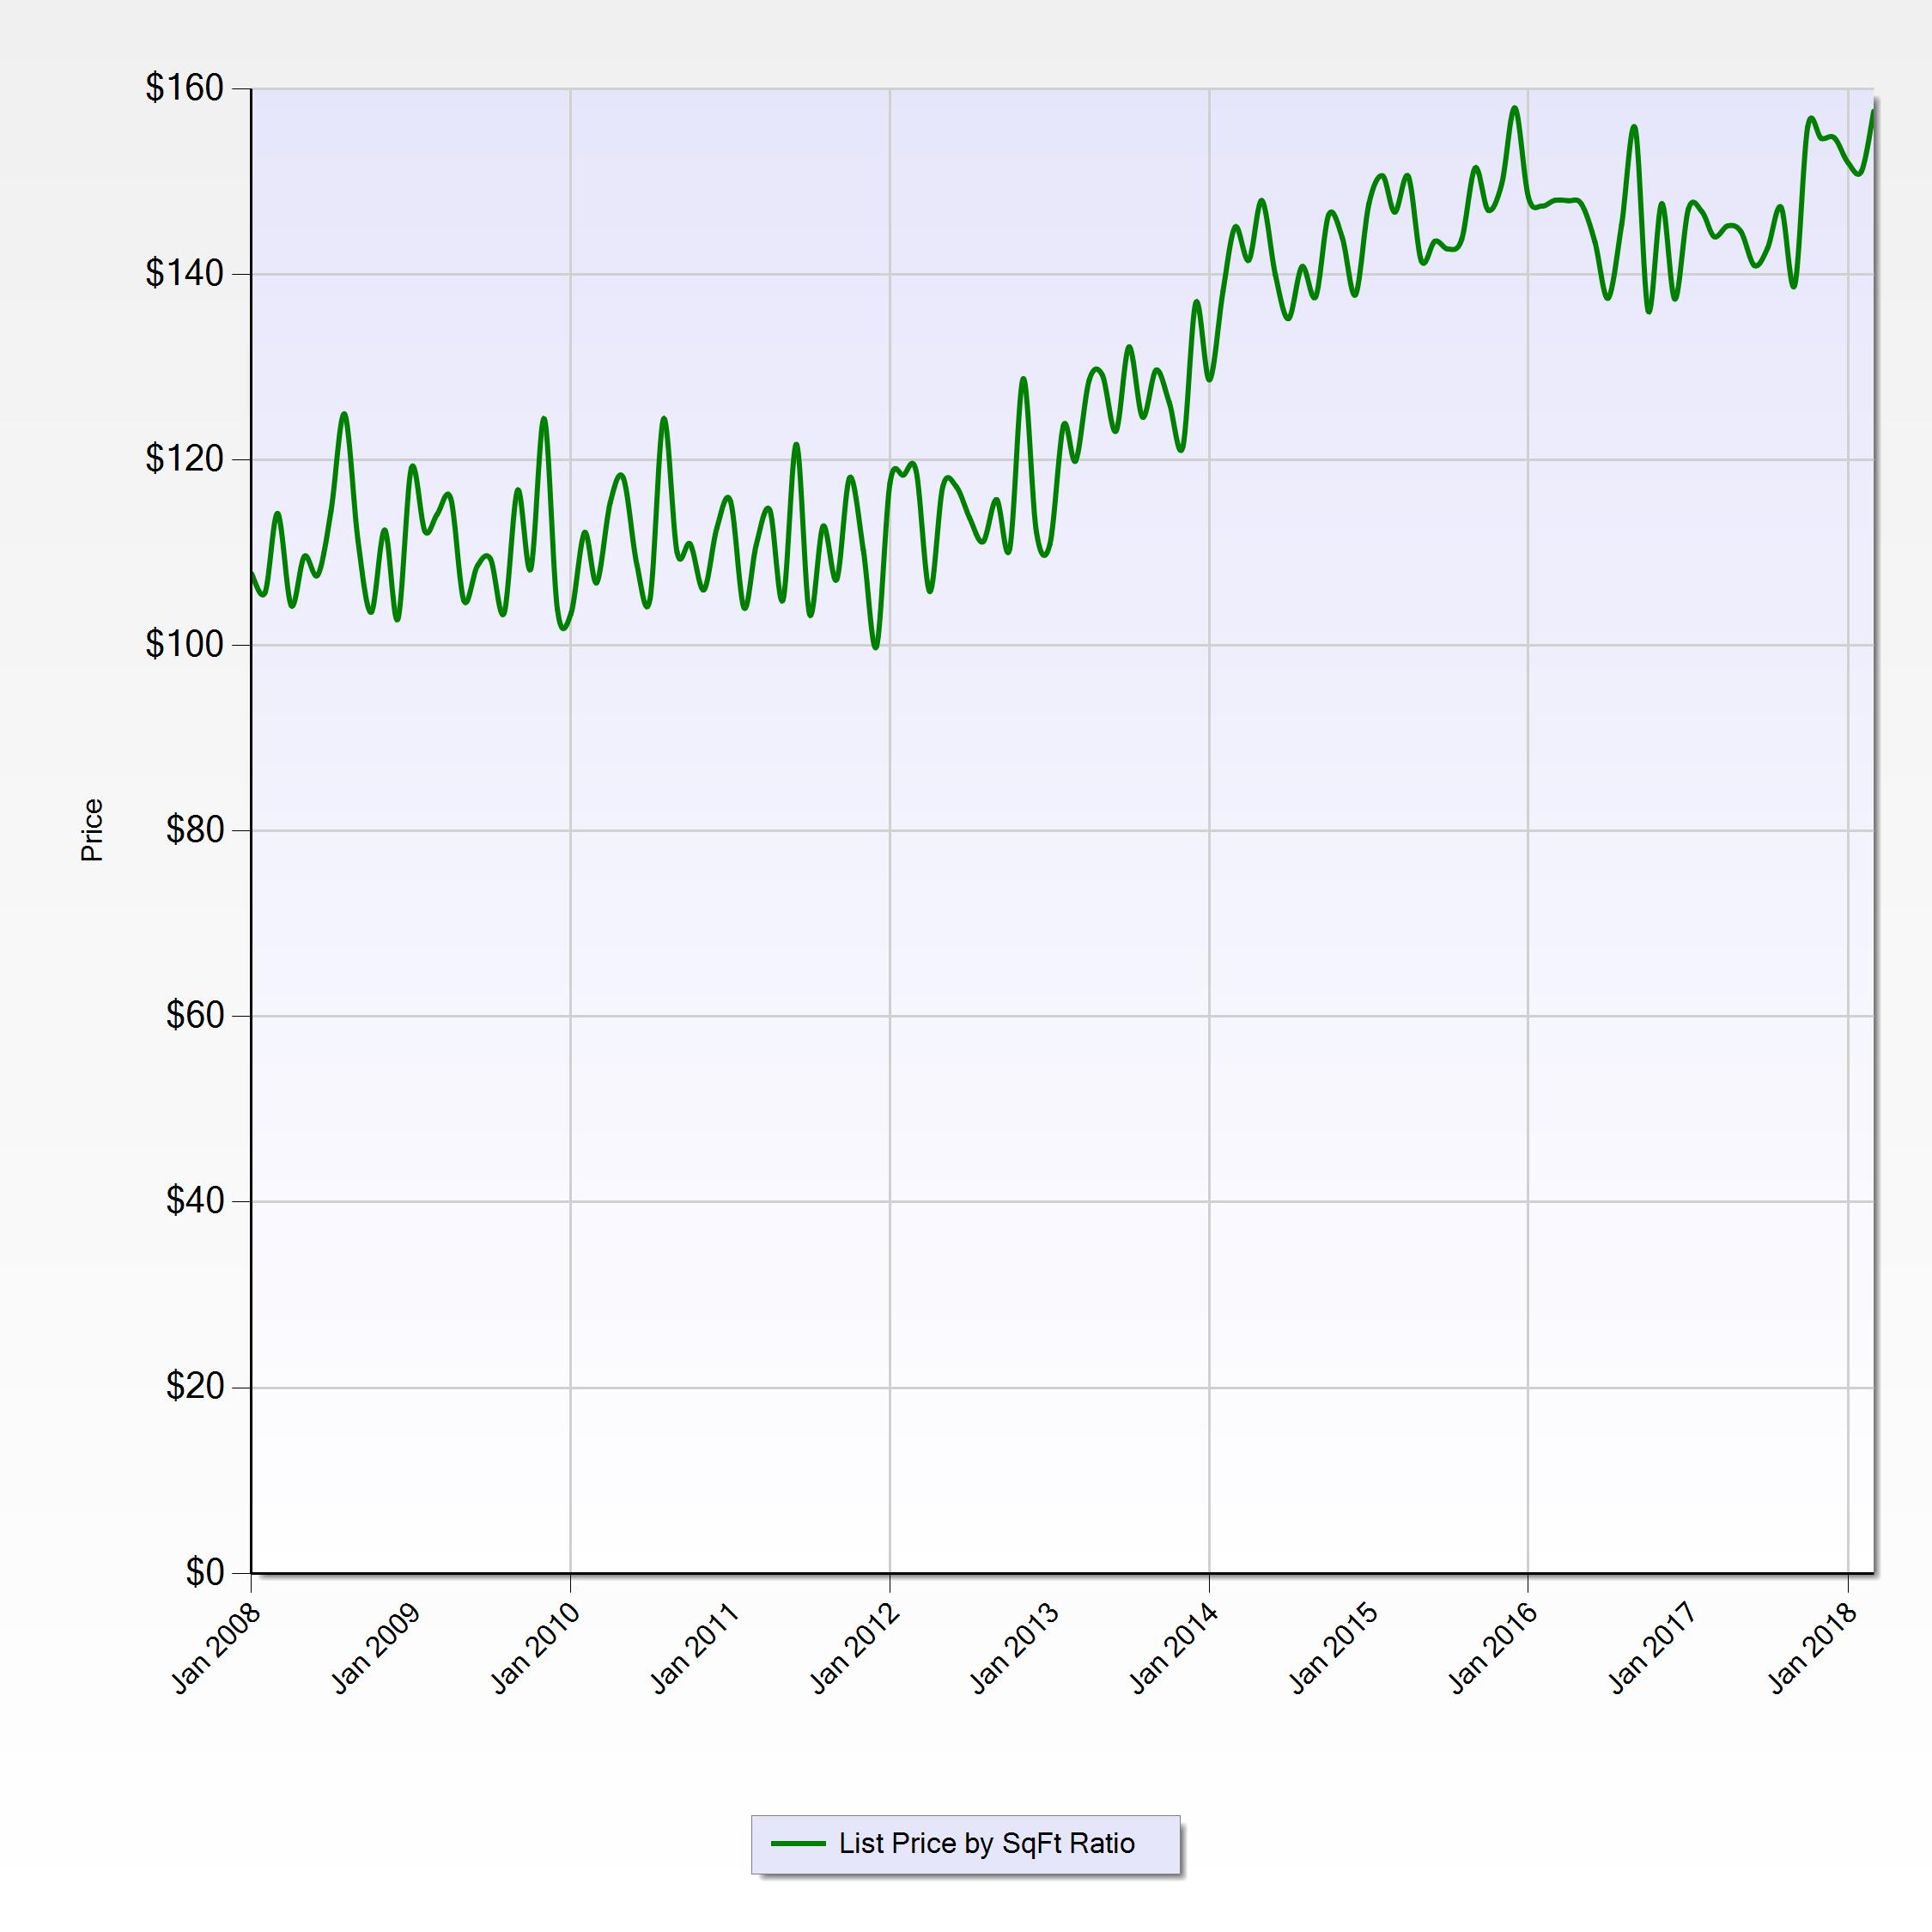 $160
$140
$120
$100
$80
$60
$40
$20
$0
Price
Jan 2008
Jan 2009
Jan 2010
Jan 2011
Jan 2012
Jan 2013
Jan 2014
Jan 2015
Jan 2016
Jan 2017
Jan 2018
List Price by SqFt Ratio